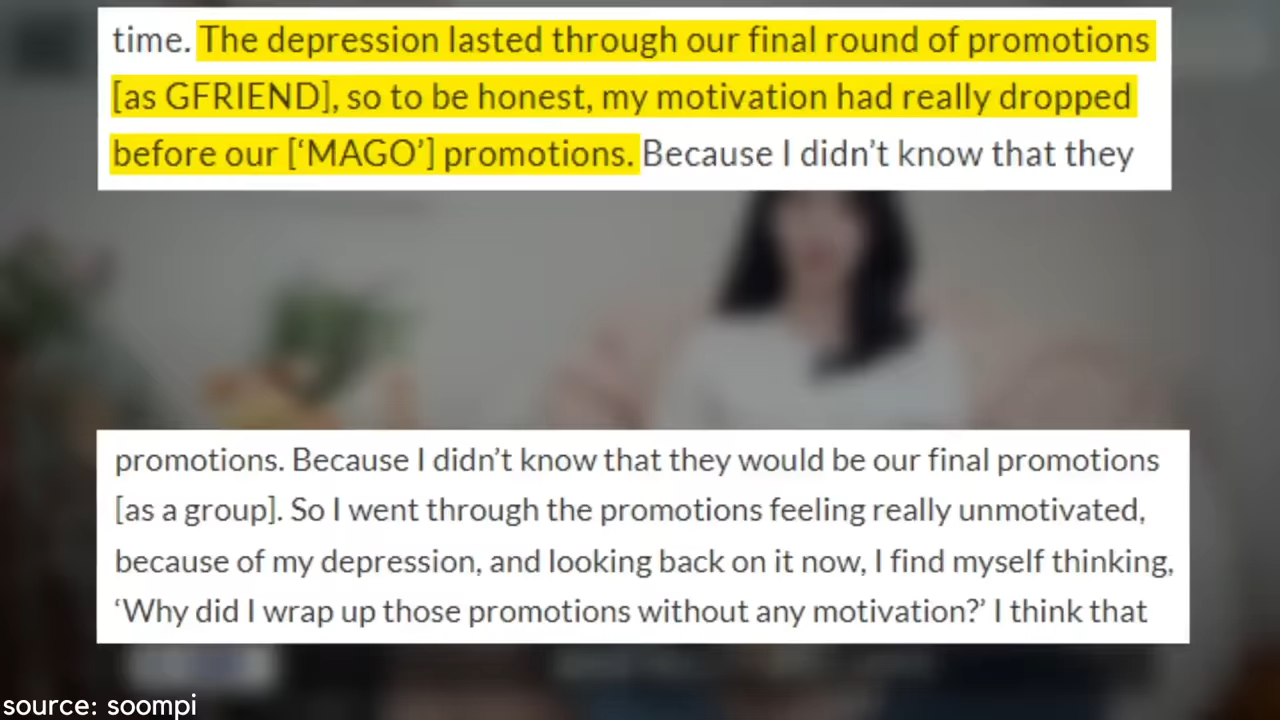 time. The depression lasted through our final round of promotions
[as GFRIEND], so to be honest, my motivation had really dropped
before our [‘MAGO’] promotions. Because I didn’t know that they
promotions. Because I didn’t know that they would be our final promotions
[as a group]. So I went through the promotions feeling really unmotivated,
because of my depression, and looking back on it now, I find myself thinking,
‘Why did I wrap up those promotions without any motivation?’ I think that
source: soompi